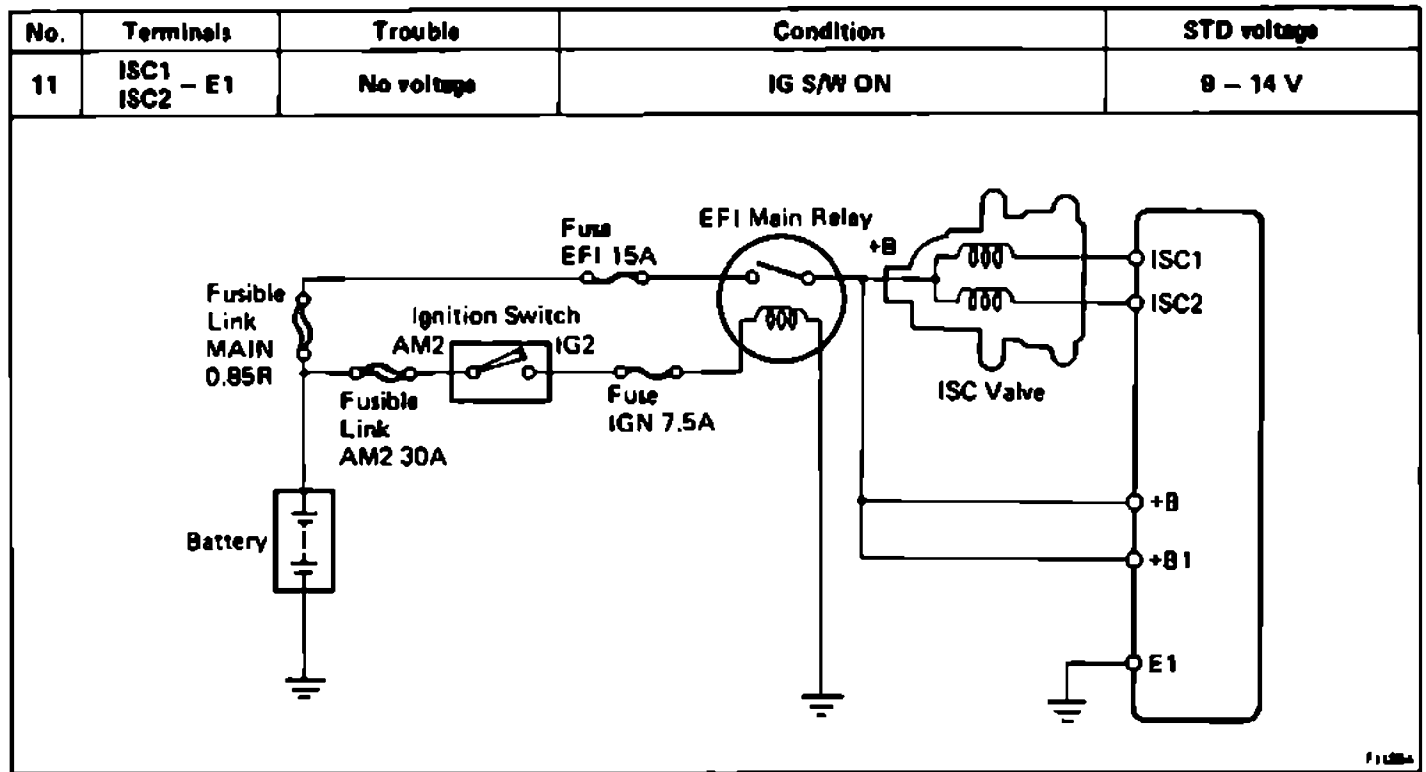 No. Terminals Trouble Condition STD voltage
11 ISC1 ISC2 – E1 No voltage IG S/W ON 9 – 14 V
EFI Main Relay
Fuse
EFI 15A
+B
ISC1
Fusible
Link
MAIN
0.85R
Ignition Switch
AM2 IG2
ISC2
Fusible
Link
AM2 30A
Fuse
IGN 7.5A
ISC Valve
Battery
+B
+B1
E1